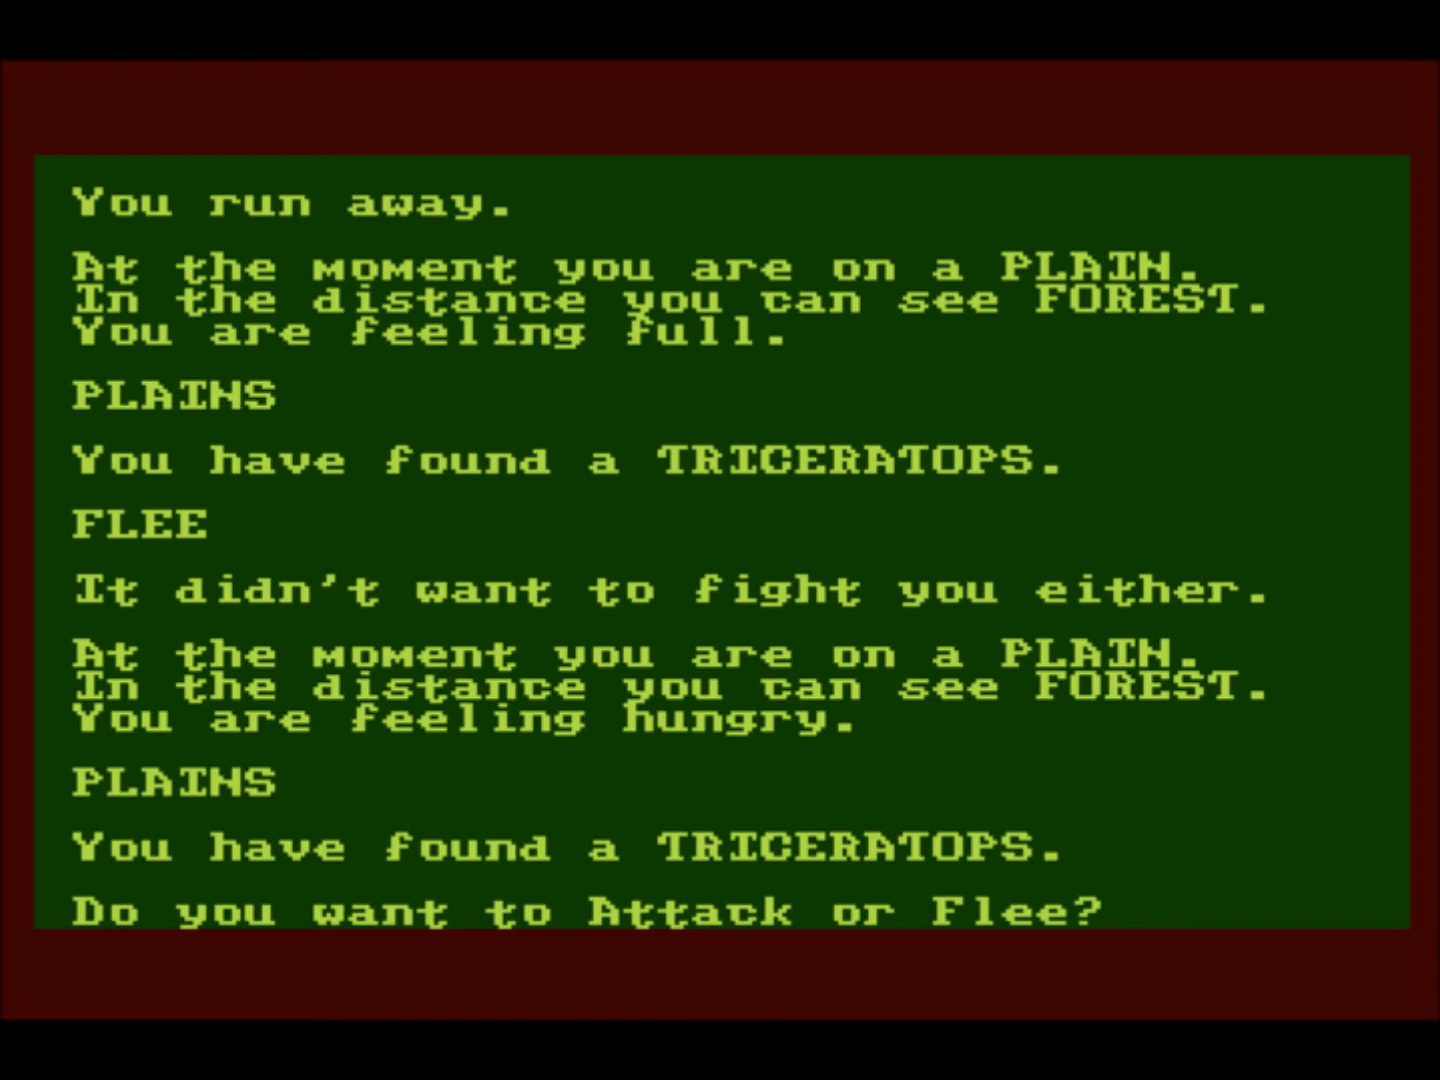 You run away.
At the moment you are on a PLAIN.
In the distance you can see FOREST.
You are feeling full.
PLAINS
You have found a TRICERATOPS.
FLEE
It didn't want to fight you either.
At the moment you are on a PLAIN.
In the distance you can see FOREST.
You are feeling hungry.
PLAINS
You have found a TRICERATOPS.
Do you want to Attack or Flee?